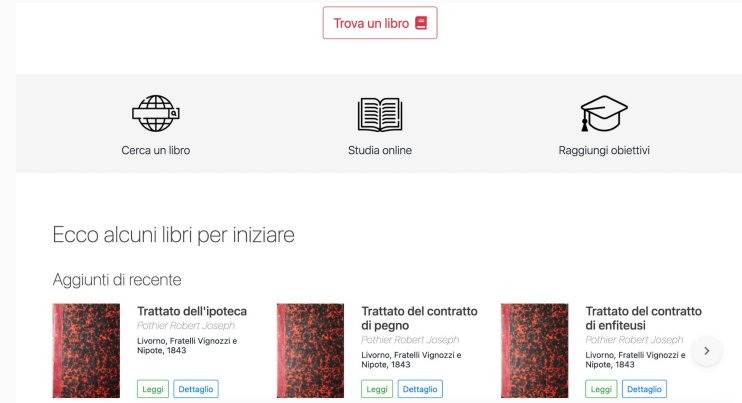 Trova un libro
Cerca un libro
Studia online
Raggiungi obiettivi
Ecco alcuni libri per iniziare
Aggiunti di recente
Trattato dell'ipoteca
Pothier Robert Joseph
Livorno, Fratelli Vignozzi e
Nipote, 1843
Leggi
Dettaglio
Trattato del contratto
di pegno
Pothier Robert Joseph
Livorno, Fratelli Vignozzi e
Nipote, 1843
Leggi
Dettaglio
Trattato del contratto
di enfiteusi
Pothier Robert Joseph
Livorno, Fratelli Vignozzi e
Nipote, 1843
Leggi
Dettaglio